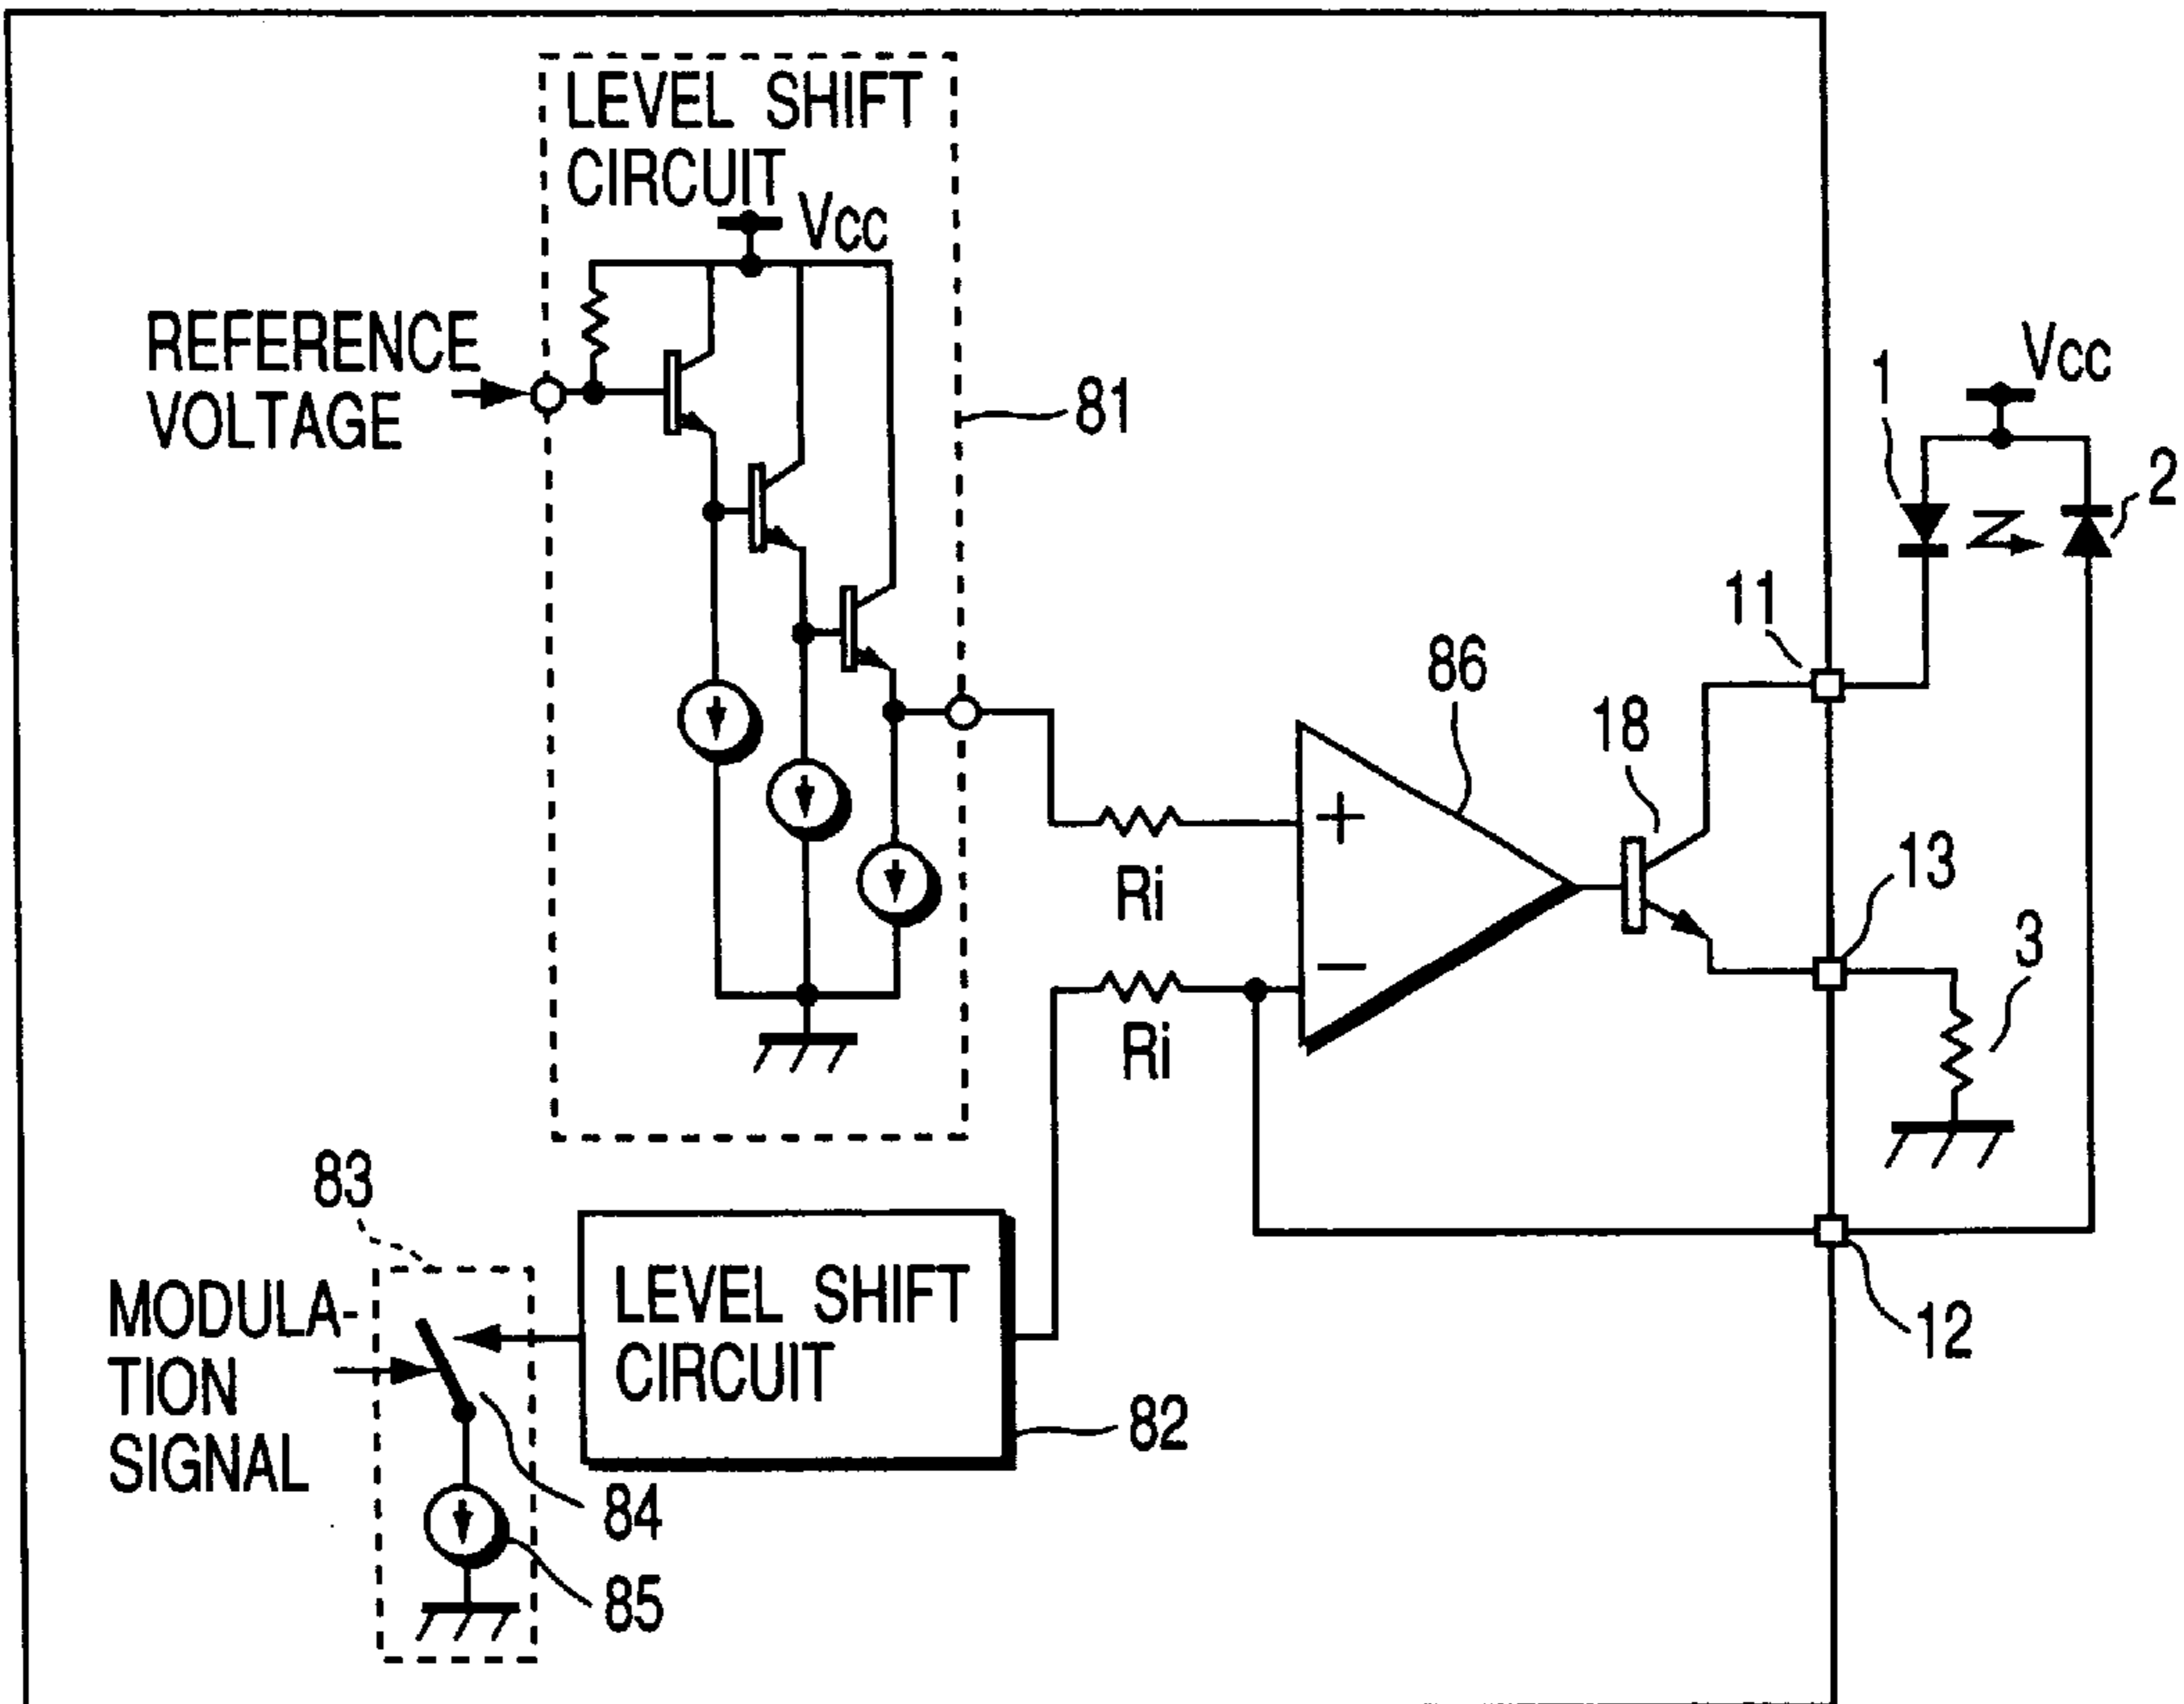 LEVEL SHIFT
CIRCUIT
Vcc
REFERENCE
VOLTAGE
81
1
Vcc
2
11
86
18
+
Ri
13
3
−
Ri
83
MODULA-
TION
SIGNAL
LEVEL SHIFT
CIRCUIT
82
84
85
12